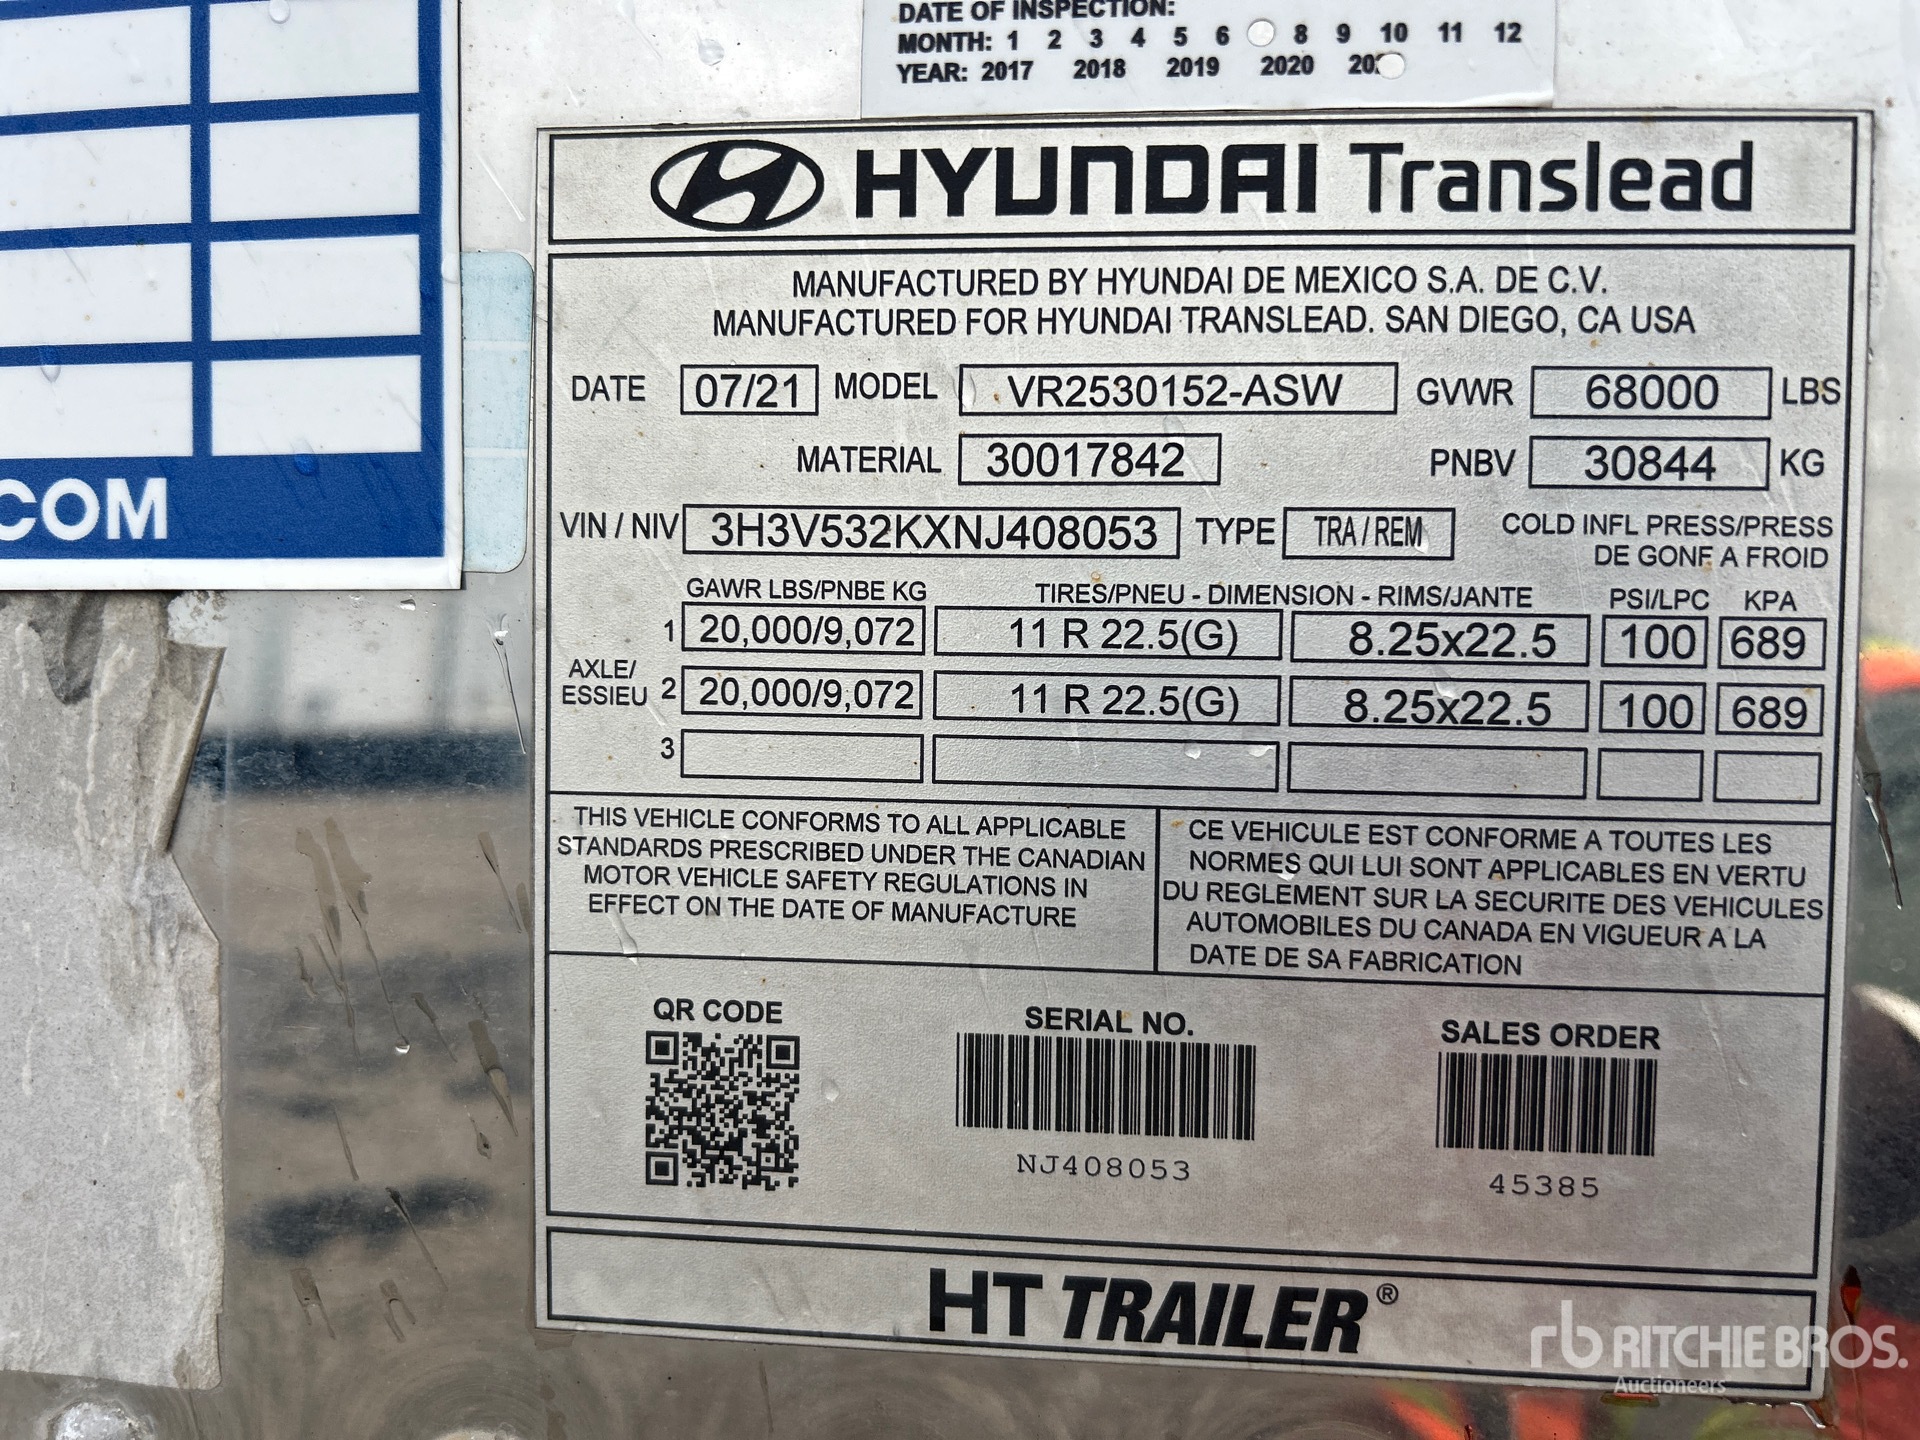 DATE OF INSPECTION:
MONTH: 1 2 3 4 5 6 8 9 10 11 12
YEAR: 2017 2018 2019 2020
COM
HYUNDAI Translead
MANUFACTURED BY HYUNDAI DE MEXICO S.A. DE C.V.
MANUFACTURED FOR HYUNDAI TRANSLEAD. SAN DIEGO, CA USA
DATE 07/21 MODEL VR2530152-ASW GVWR 68000 LBS
MATERIAL 30017842 PNBV 30844 KG
VIN / NIV 3H3V532KXNJ408053 TYPE TRA / REM COLD INFL PRESS/PRESS
DE GONF. A FROID
GAWR LBS/PNBE KG TIRES/PNEU - DIMENSION - RIMS/JANTE PSI/LPC KPA
1 20,000/9,072 11 R 22.5(G) 8.25x22.5 100 689
AXLE/
ESSIEU 2 20,000/9,072 11 R 22.5(G) 8.25x22.5 100 689
3
THIS VEHICLE CONFORMS TO ALL APPLICABLE
STANDARDS PRESCRIBED UNDER THE CANADIAN
MOTOR VEHICLE SAFETY REGULATIONS IN
EFFECT ON THE DATE OF MANUFACTURE
CE VEHICULE EST CONFORME A TOUTES LES
NORMES QUI LUI SONT APPLICABLES EN VERTU
DU REGLEMENT SUR LA SECURITE DES VEHICULES
AUTOMOBILES DU CANADA EN VIGUEUR A LA
DATE DE SA FABRICATION
QR CODE
SERIAL NO.
NJ408053
SALES ORDER
45385
HT TRAILER®
rb RITCHIE BROS.
Auctioneers